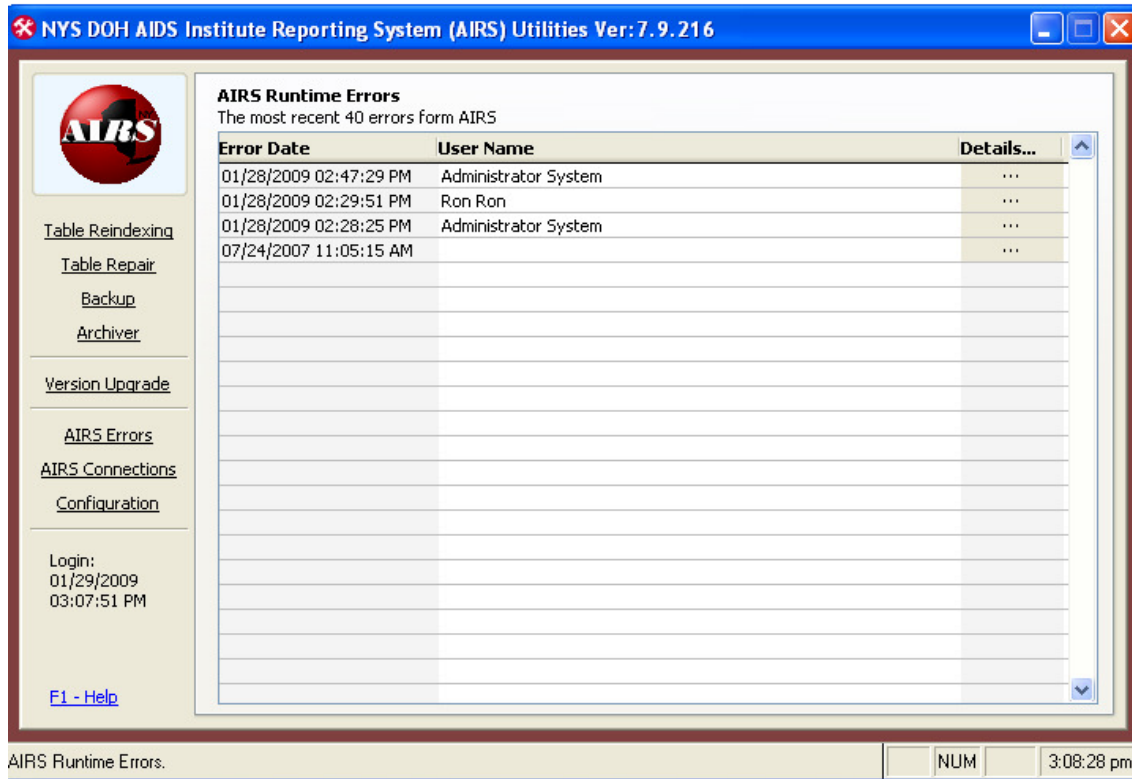 NYS DOH AIDS Institute Reporting System (AIRS) Utilities Ver:7.9.216
AIRS
NY
Table Reindexing
Table Repair
Backup
Archiver
Version Upgrade
AIRS Errors
AIRS Connections
Configuration
Login:
01/29/2009
03:07:51 PM
F1 - Help
AIRS Runtime Errors
The most recent 40 errors form AIRS
Error Date User Name Details...
01/28/2009 02:47:29 PM Administrator System ...
01/28/2009 02:29:51 PM Ron Ron ...
01/28/2009 02:28:25 PM Administrator System ...
07/24/2007 11:05:15 AM ...
AIRS Runtime Errors. NUM 3:08:28 pm